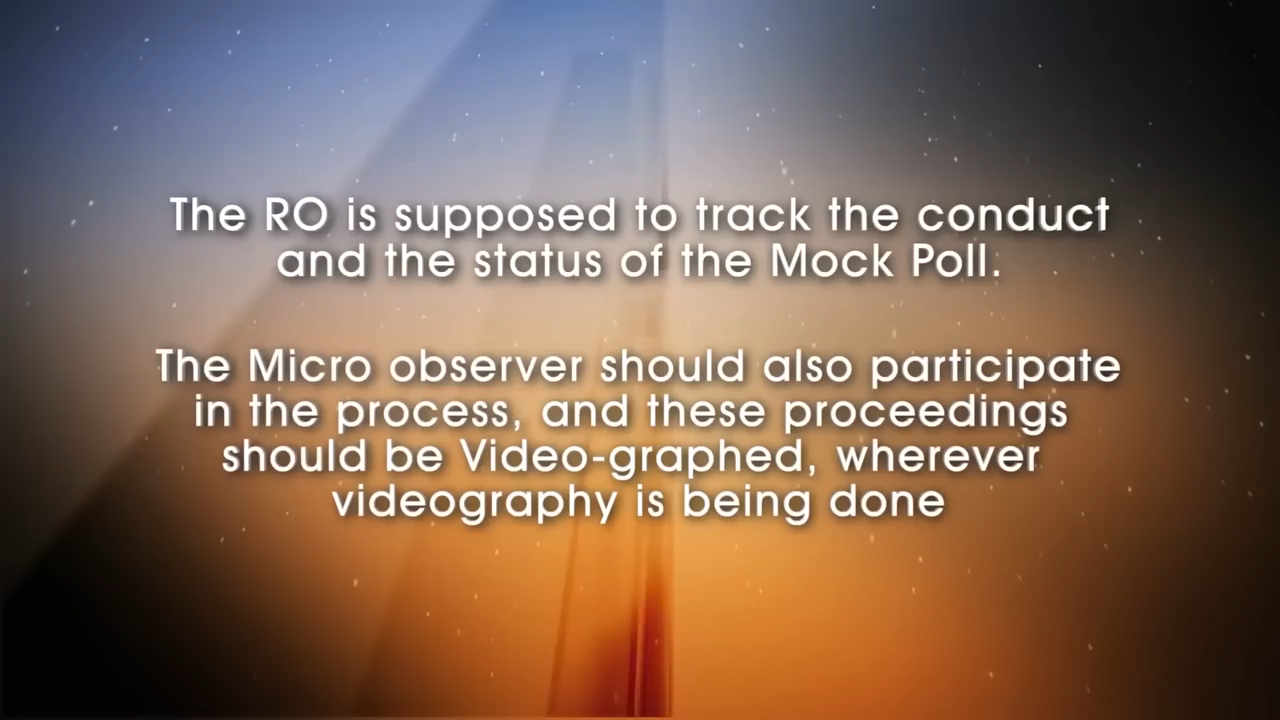 The RO is supposed to track the conduct
and the status of the Mock Poll.
The Micro observer should also participate
in the process, and these proceedings
should be Video-graphed, wherever
videography is being done